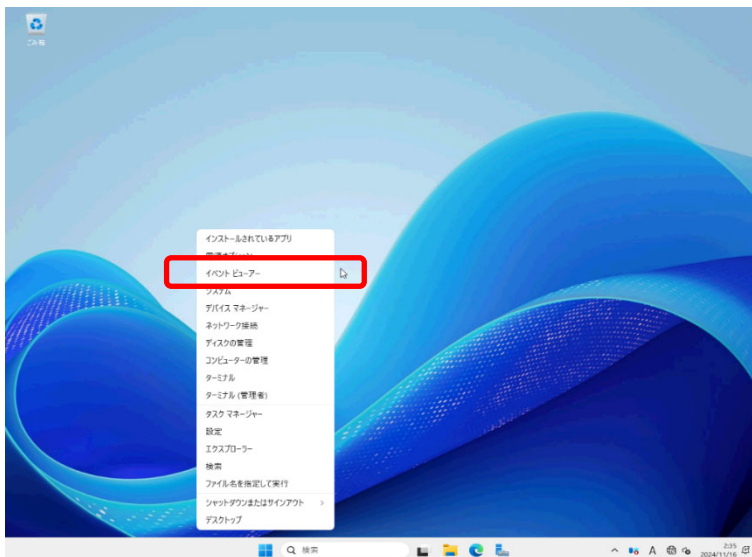 ごみ箱
インストールされているアプリ
イベント ビューアー
システム
デバイス マネージャー
ネットワーク接続
ディスクの管理
コンピューターの管理
ターミナル
ターミナル (管理者)
タスク マネージャー
設定
エクスプローラー
検索
ファイル名を指定して実行
シャットダウンまたはサインアウト
デスクトップ
検索
A
2:35
2024/11/16